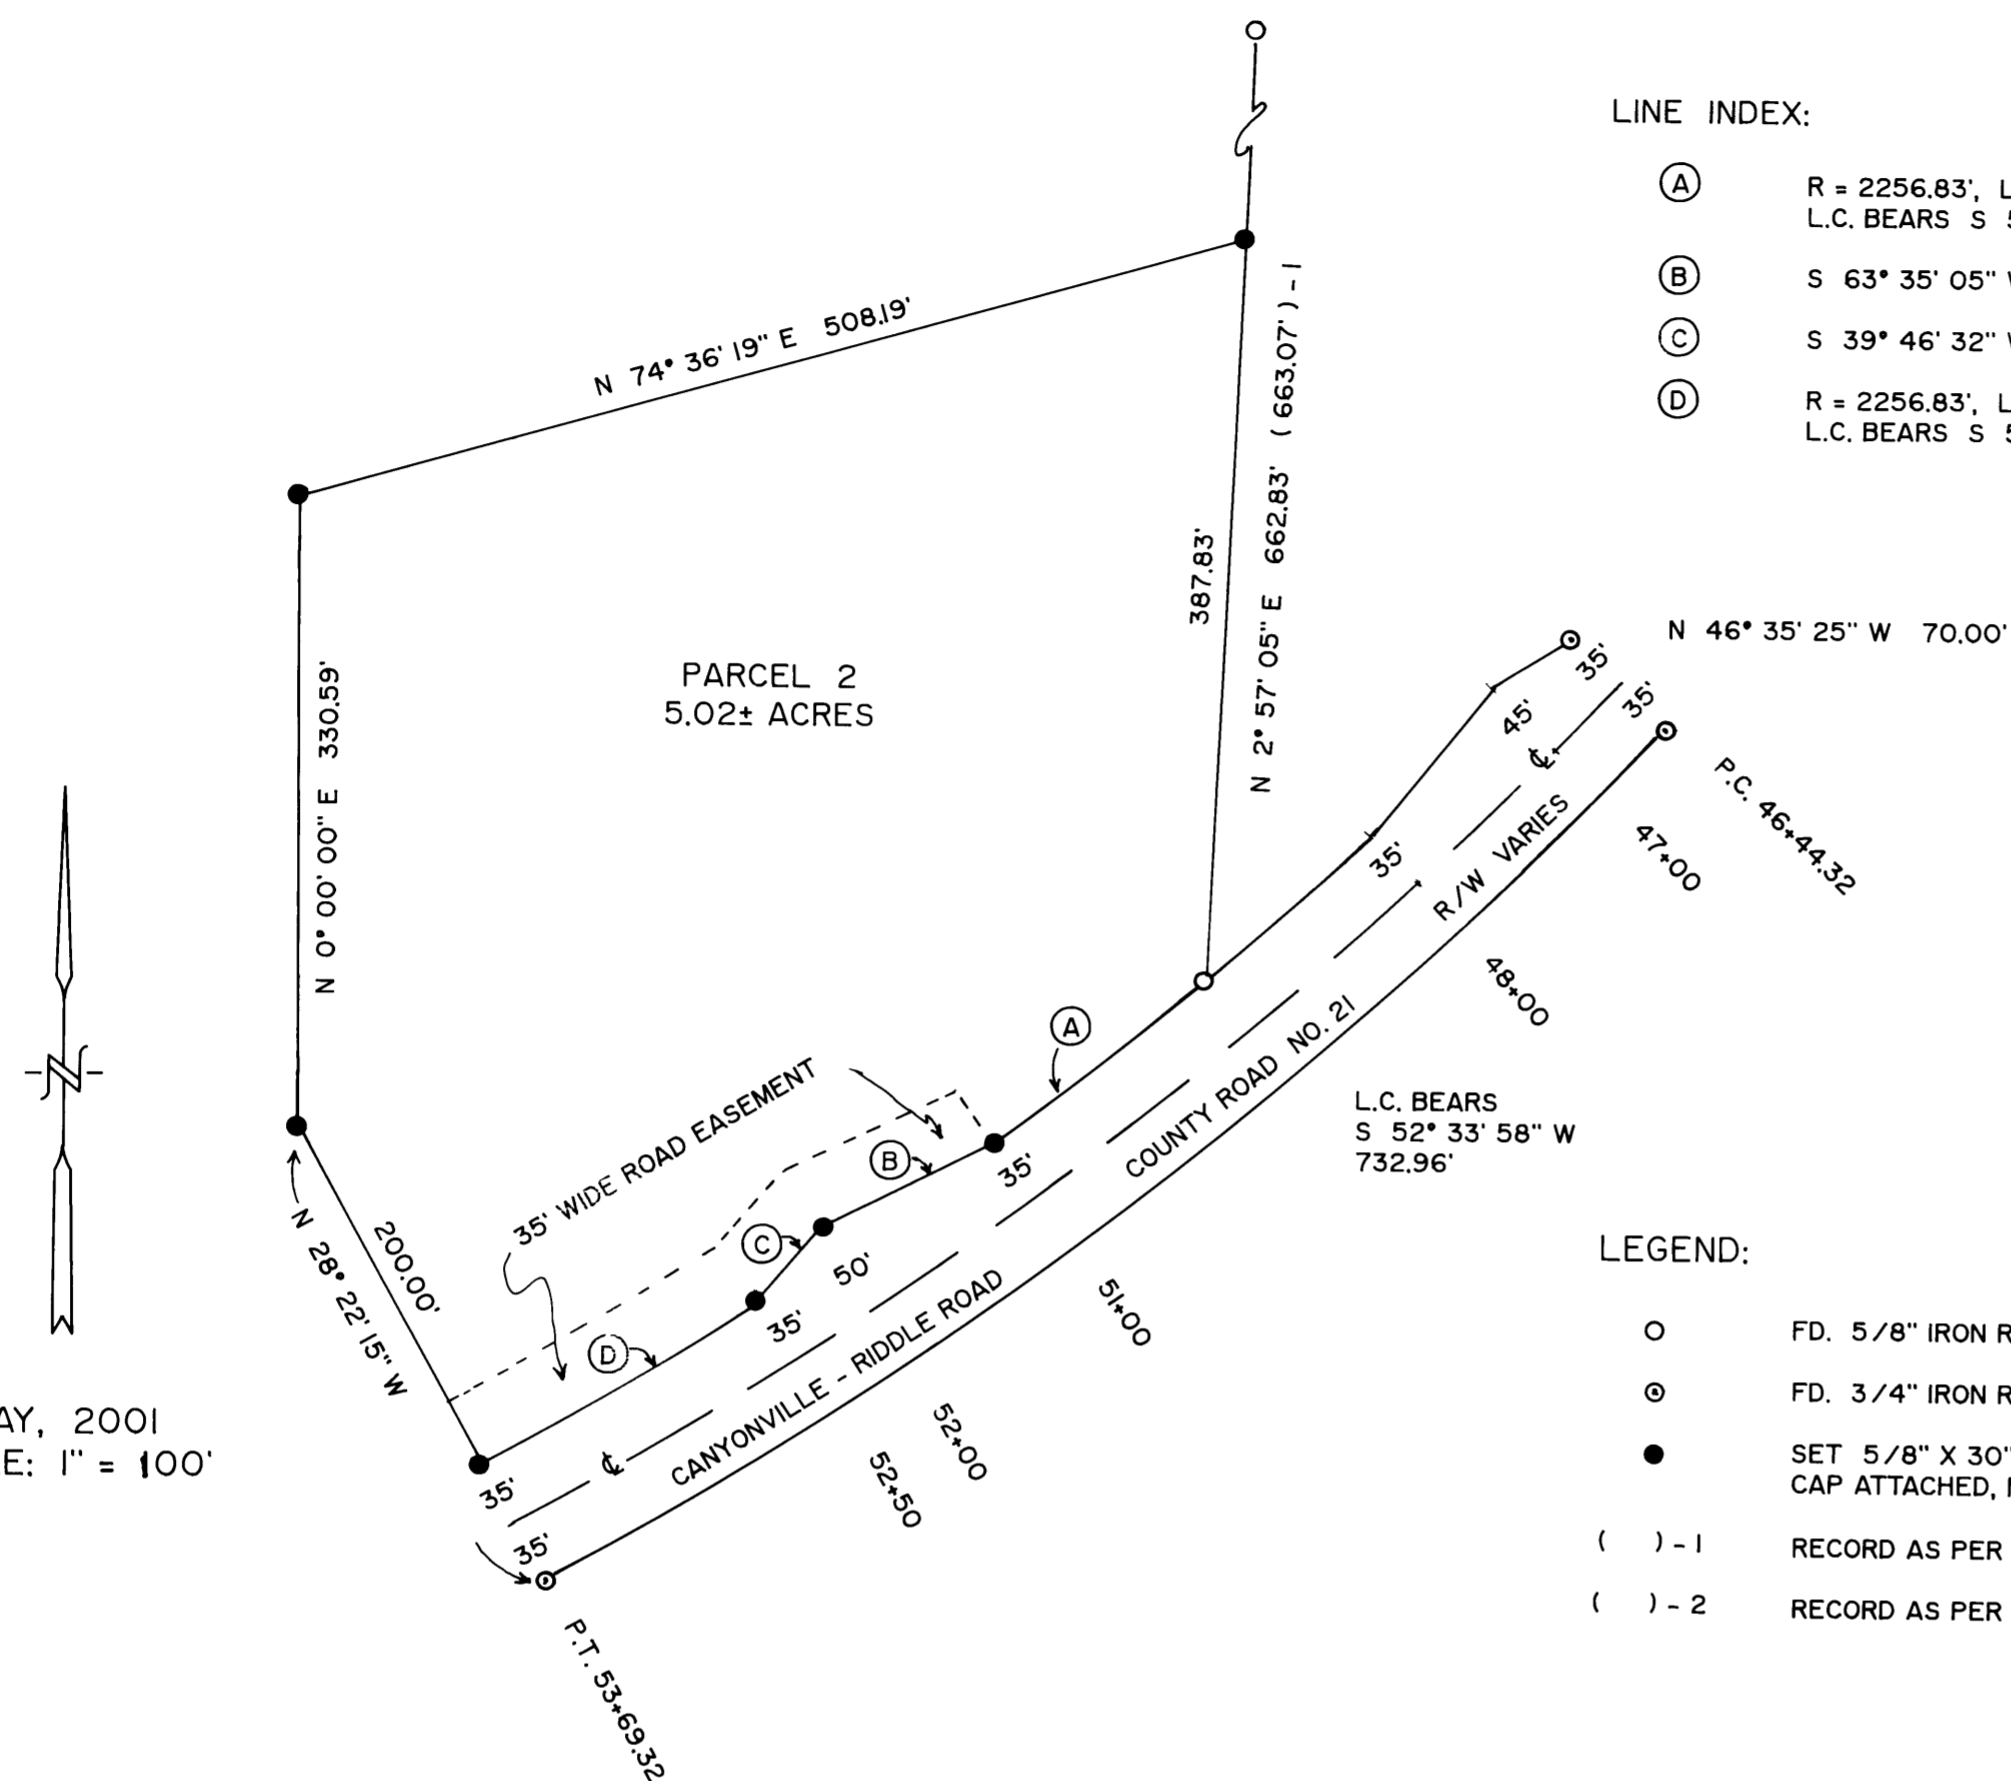 LINE INDEX:
A
R = 2256.83', L
L.C. BEARS S 5
B
S 63° 35' 05" W
C
S 39° 46' 32" W
D
R = 2256.83', L
L.C. BEARS S 5
N 74° 36' 19" E 508.19'
387.83'
N 2° 57' 05" E 662.83' (663.07')-1
N 0° 00' 00" E 330.59'
PARCEL 2
5.02± ACRES
N 46° 35' 25" W 70.00'
35'
35'
45'
℄
P.C. 46+44.32
R/W VARIES
35'
47+00
48+00
N
A
35' WIDE ROAD EASEMENT
B
35'
COUNTY ROAD NO. 21
L.C. BEARS
S 52° 33' 58" W
732.96'
200.00'
N 28° 22' 15" W
C
50'
35'
D
51+00
CANYONVILLE - RIDDLE ROAD
℄
52+00
52+50
35'
35'
P.T. 53+69.32
AY, 2001
E: 1" = 100'
LEGEND:
FD. 5/8" IRON R
FD. 3/4" IRON R
SET 5/8" X 30"
CAP ATTACHED,
( )-1 RECORD AS PER
( )-2 RECORD AS PER